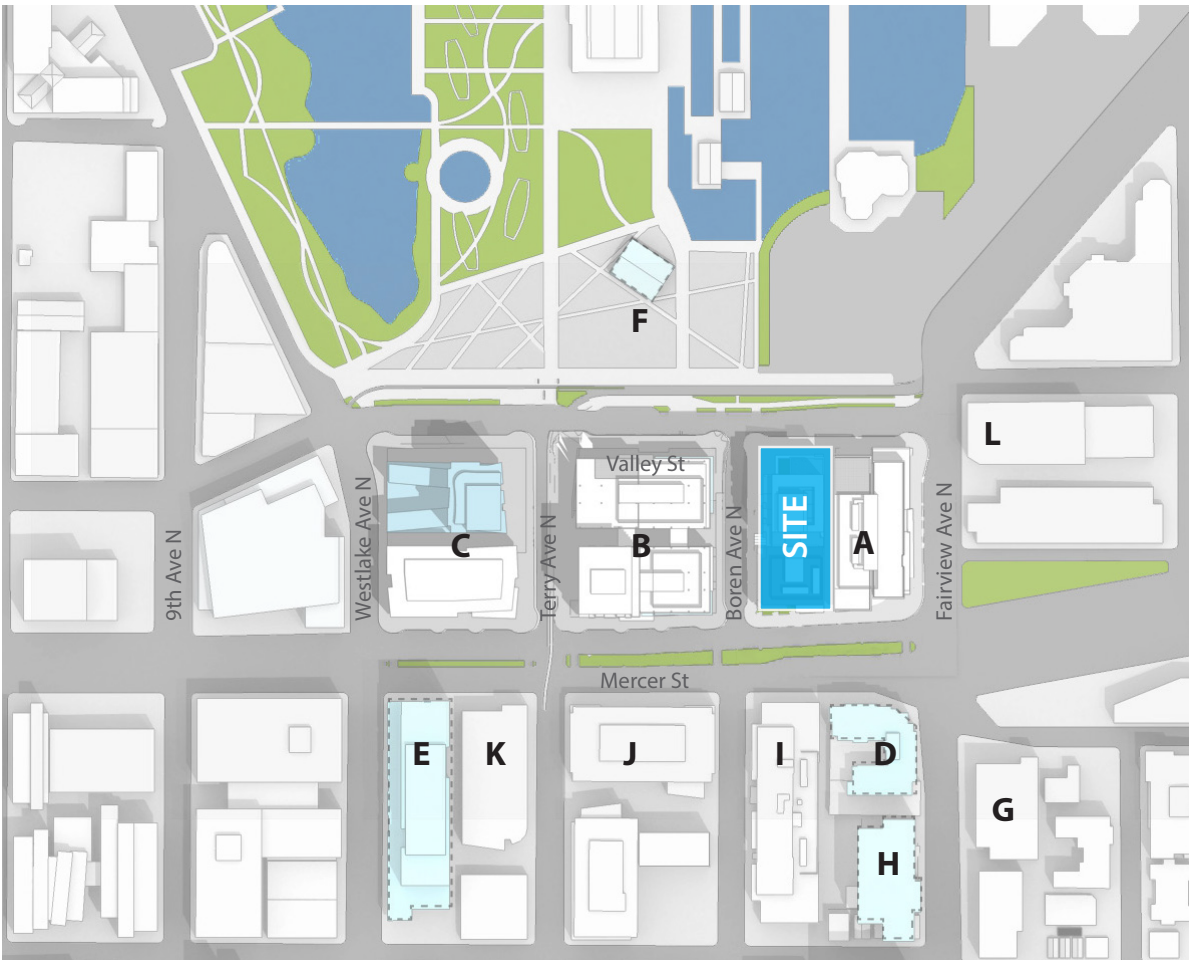 F
L
Valley St
SITE
C
B
A
9th Ave N
Westlake Ave N
Terry Ave N
Boren Ave N
Fairview Ave N
Mercer St
E
K
J
I
D
G
H